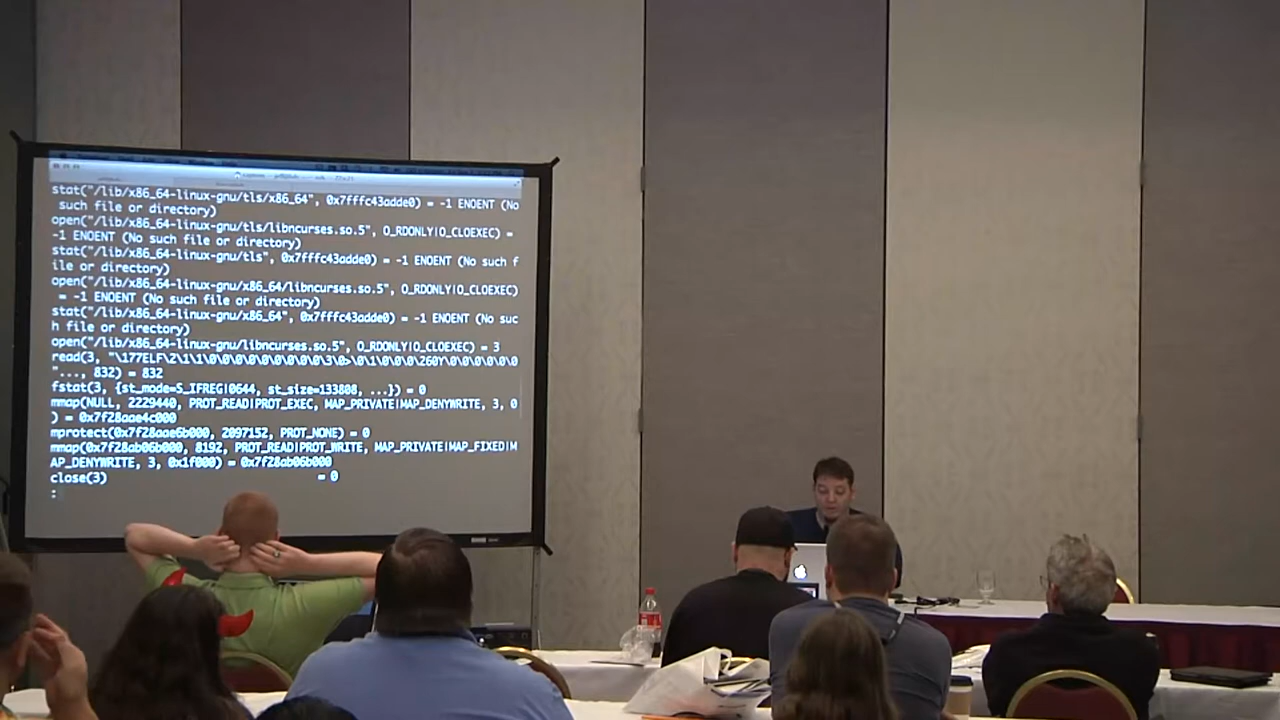 stat("/lib/x86_64-linux-gnu/tls/x86_64", 0x7fffc43adde0) = -1 ENOENT (No
such file or directory)
open("/lib/x86_64-linux-gnu/tls/libncurses.so.5", O_RDONLY|O_CLOEXEC) =
-1 ENOENT (No such file or directory)
stat("/lib/x86_64-linux-gnu/tls", 0x7fffc43adde0) = -1 ENOENT (No such f
ile or directory)
open("/lib/x86_64-linux-gnu/x86_64/libncurses.so.5", O_RDONLY|O_CLOEXEC)
= -1 ENOENT (No such file or directory)
stat("/lib/x86_64-linux-gnu/x86_64", 0x7fffc43adde0) = -1 ENOENT (No suc
h file or directory)
open("/lib/x86_64-linux-gnu/libncurses.so.5", O_RDONLY|O_CLOEXEC) = 3
read(3, "\177ELF\2\1\1\0\0\0\0\0\0\0\0\0\3\0>\0\1\0\0\0\260Y\0\0\0\0\0\0
"..., 832) = 832
fstat(3, {st_mode=S_IFREG|0644, st_size=133808, ...}) = 0
mmap(NULL, 2229440, PROT_READ|PROT_EXEC, MAP_PRIVATE|MAP_DENYWRITE, 3, 0
) = 0x7f28aae4c000
mprotect(0x7f28aae6b000, 2097152, PROT_NONE) = 0
mmap(0x7f28ab06b000, 8192, PROT_READ|PROT_WRITE, MAP_PRIVATE|MAP_FIXED|M
AP_DENYWRITE, 3, 0x1f000) = 0x7f28ab06b000
close(3) = 0
: